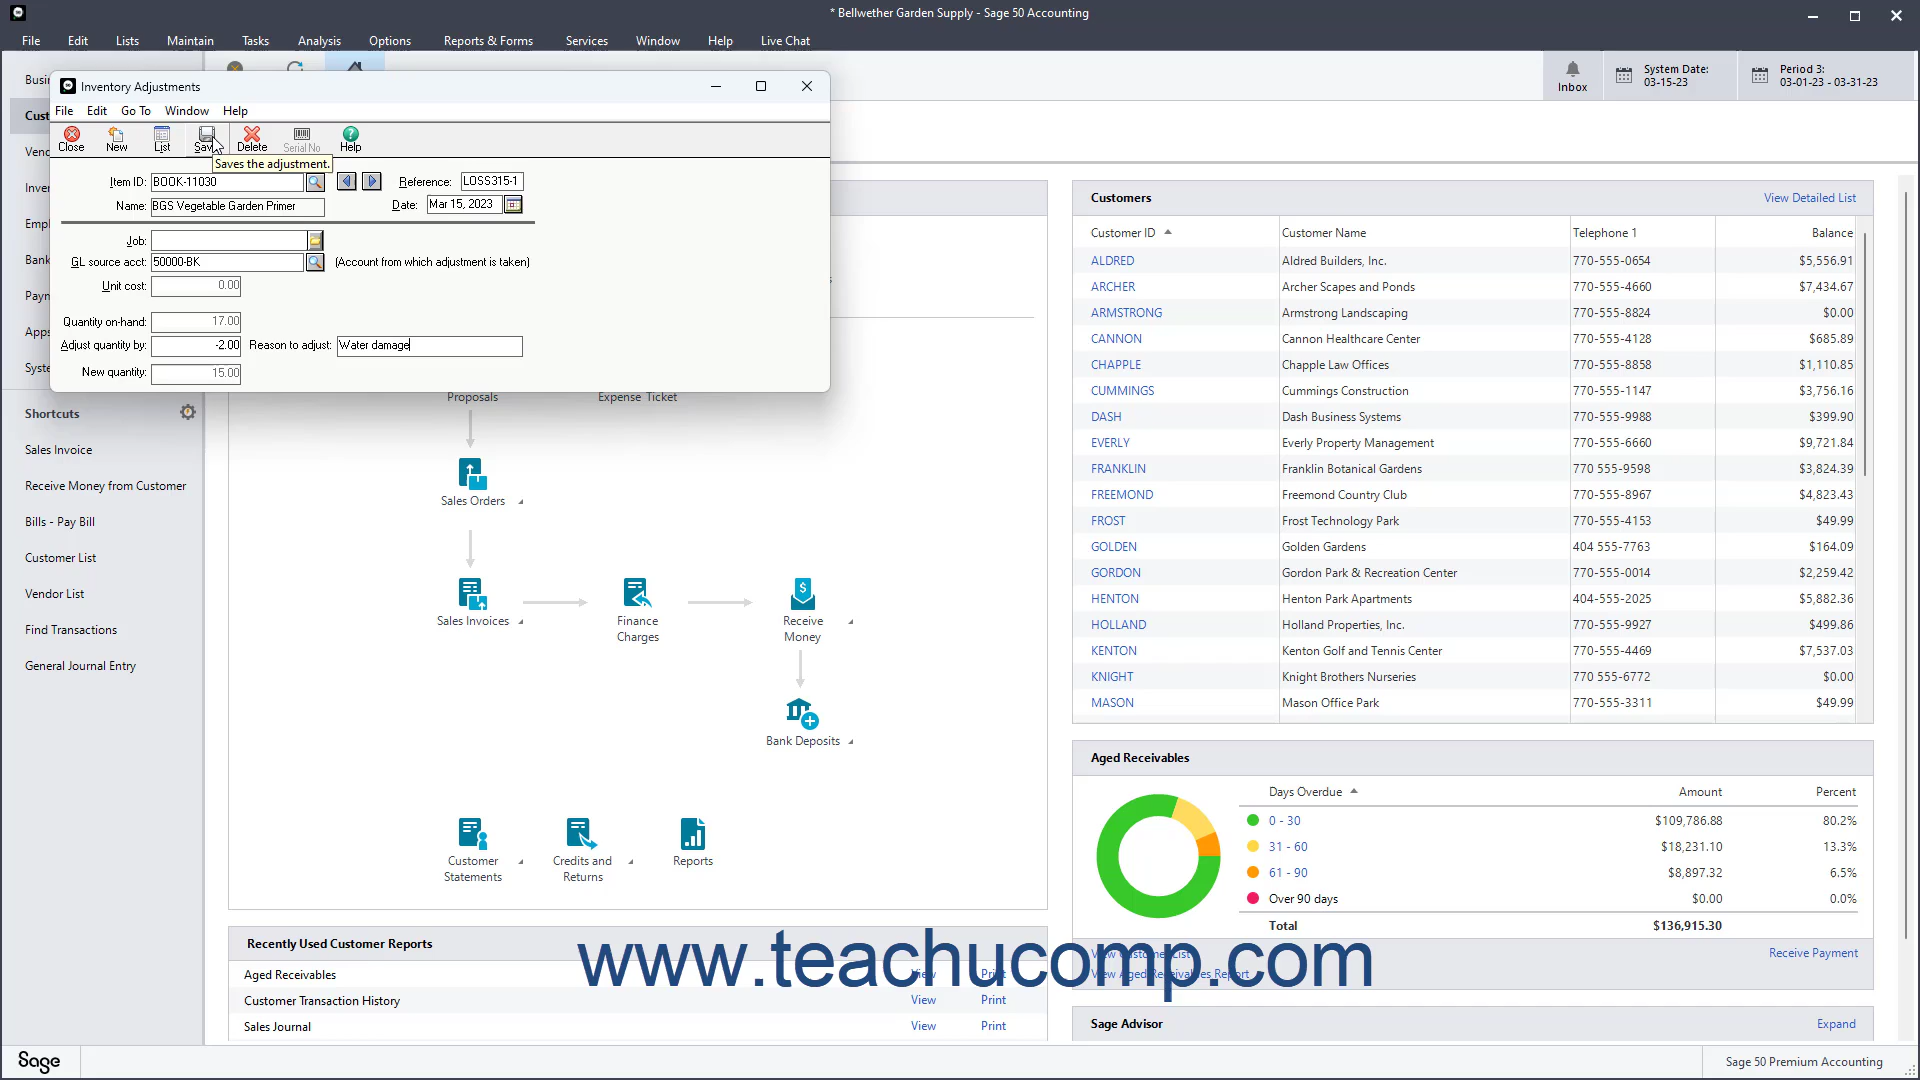 * Bellwether Garden Supply - Sage 50 Accounting
File Edit Lists Maintain Tasks Analysis Options Reports & Forms Services Window Help Live Chat
Inbox
System Date:
03-15-23
Period 3:
03-01-23 - 03-31-23
Inventory Adjustments
File Edit Go To Window Help
Close New List Save Delete Serial No Help
Saves the adjustment.
Item ID: BOOK-11030 Reference: LOSS315-1
Name: BGS Vegetable Garden Primer Date: Mar 15, 2023
Job:
GL source acct: 50000-BK (Account from which adjustment is taken)
Unit cost: 0.00
Quantity on-hand: 17.00
Adjust quantity by: -2.00 Reason to adjust: Water damage
New quantity: 15.00
Busi
Cust
Vend
Inve
Empl
Bank
Paym
Apps
Syste
Shortcuts
Sales Invoice
Receive Money from Customer
Bills - Pay Bill
Customer List
Vendor List
Find Transactions
General Journal Entry
Proposals
Expense Ticket
Sales Orders
Sales Invoices
Finance
Charges
Receive
Money
Bank Deposits
Customer
Statements
Credits and
Returns
Reports
Recently Used Customer Reports
Aged Receivables View Print
Customer Transaction History View Print
Sales Journal View Print
Customers View Detailed List
Customer ID Customer Name Telephone 1 Balance
ALDRED Aldred Builders, Inc. 770-555-0654 $5,556.91
ARCHER Archer Scapes and Ponds 770-555-4660 $7,434.67
ARMSTRONG Armstrong Landscaping 770-555-8824 $0.00
CANNON Cannon Healthcare Center 770-555-4128 $685.89
CHAPPLE Chapple Law Offices 770-555-8858 $1,110.85
CUMMINGS Cummings Construction 770-555-1147 $3,756.16
DASH Dash Business Systems 770-555-9988 $399.90
EVERLY Everly Property Management 770-555-6660 $9,721.84
FRANKLIN Franklin Botanical Gardens 770 555-9598 $3,824.39
FREEMOND Freemond Country Club 770-555-8967 $4,823.43
FROST Frost Technology Park 770-555-4153 $49.99
GOLDEN Golden Gardens 404 555-7763 $164.09
GORDON Gordon Park & Recreation Center 770-555-0014 $2,259.42
HENTON Henton Park Apartments 404-555-2025 $5,882.36
HOLLAND Holland Properties, Inc. 770-555-9927 $499.86
KENTON Kenton Golf and Tennis Center 770-555-4469 $7,537.03
KNIGHT Knight Brothers Nurseries 770 555-6772 $0.00
MASON Mason Office Park 770-555-3311 $49.99
Aged Receivables
Days Overdue Amount Percent
0 - 30 $109,786.88 80.2%
31 - 60 $18,231.10 13.3%
61 - 90 $8,897.32 6.5%
Over 90 days $0.00 0.0%
Total $136,915.30
View Customer List Receive Payment
View Aged Receivables Report
Sage Advisor Expand
www.teachucomp.com
Sage
Sage 50 Premium Accounting